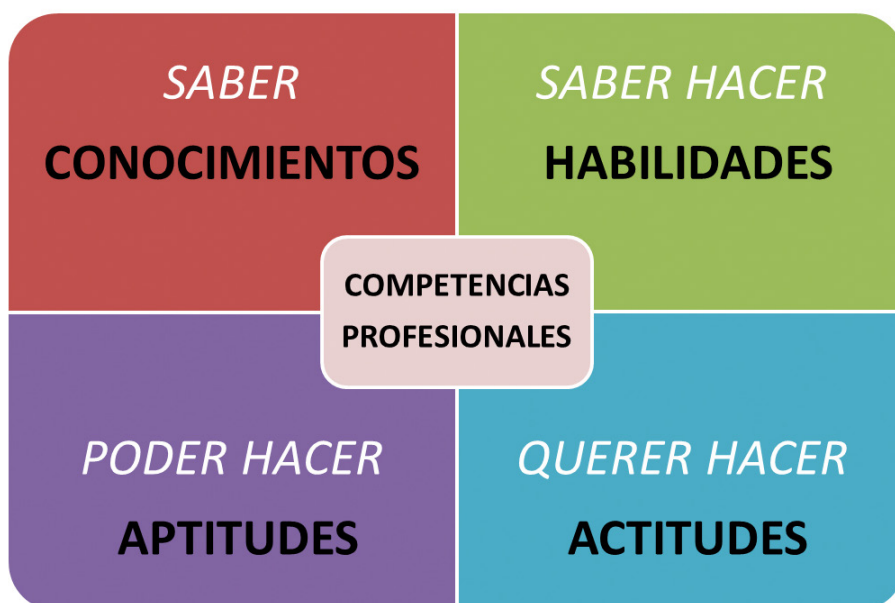 SABER
CONOCIMIENTOS
SABER HACER
HABILIDADES
COMPETENCIAS
PROFESIONALES
PODER HACER
APTITUDES
QUERER HACER
ACTITUDES